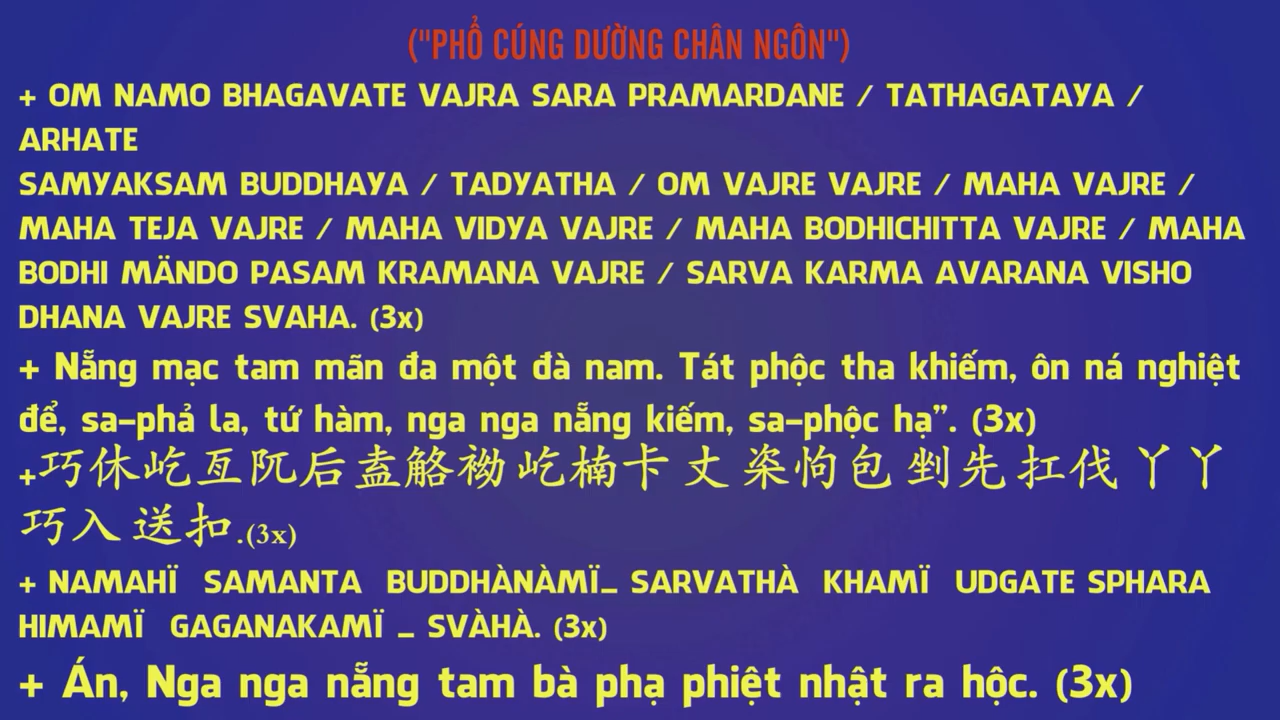 ("PHỔ CÚNG DƯỜNG CHÂN NGÔN")
+ OM NAMO BHAGAVATE VAJRA SARA PRAMARDANE / TATHAGATAYA /
ARHATE
SAMYAKSAM BUDDHAYA / TADYATHA / OM VAJRE VAJRE / MAHA VAJRE /
MAHA TEJA VAJRE / MAHA VIDYA VAJRE / MAHA BODHICHITTA VAJRE / MAHA
BODHI MÄNDO PASAM KRAMANA VAJRE / SARVA KARMA AVARANA VISHO
DHANA VAJRE SVAHA. (3x)
+ Nẵng mạc tam mãn đa một đà nam. Tát phộc tha khiếm, ôn ná nghiệt
để, sa-phả la, tứ hàm, nga nga nẵng kiếm, sa-phộc hạ”. (3x)
+巧休屹亙阢后盍觡袎屹楠卡丈栥怐包剉先扛伐丫丫
巧入送扣.(3x)
+ NAMAHÏ SAMANTA BUDDHÀNÀMÏ_ SARVATHÀ KHAMÏ UDGATE SPHARA
HIMAMÏ GAGANAKAMÏ _ SVÀHÀ. (3x)
+ Án, Nga nga nẵng tam bà phạ phiệt nhật ra hộc. (3x)